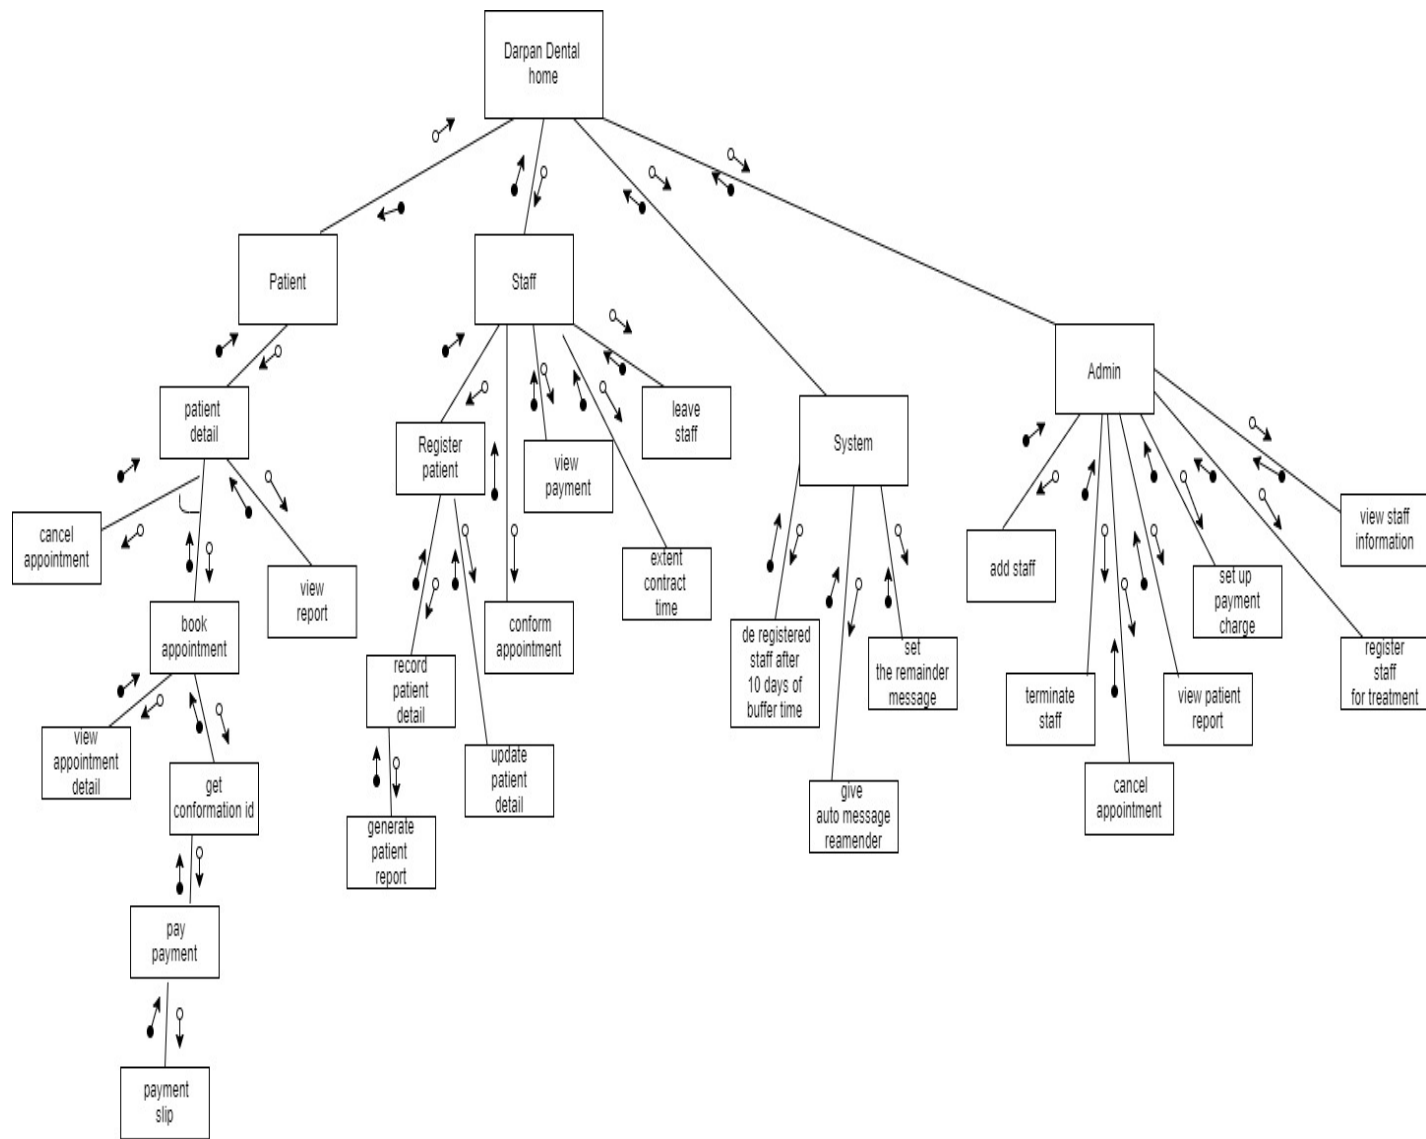 Darpan Dental
home
Patient
Staff
Admin
System
patient
detail
Register
patient
view
payment
leave
staff
cancel
appointment
view
report
book
appointment
conform
appointment
extent
contract
time
add staff
set up
payment
charge
view staff
information
de registered
staff after
10 days of
buffer time
set
the remainder
message
register
staff
for treatment
record
patient
detail
terminate
staff
view patient
report
view
appointment
detail
get
conformation id
update
patient
detail
give
auto message
reamender
cancel
appointment
generate
patient
report
pay
payment
payment
slip